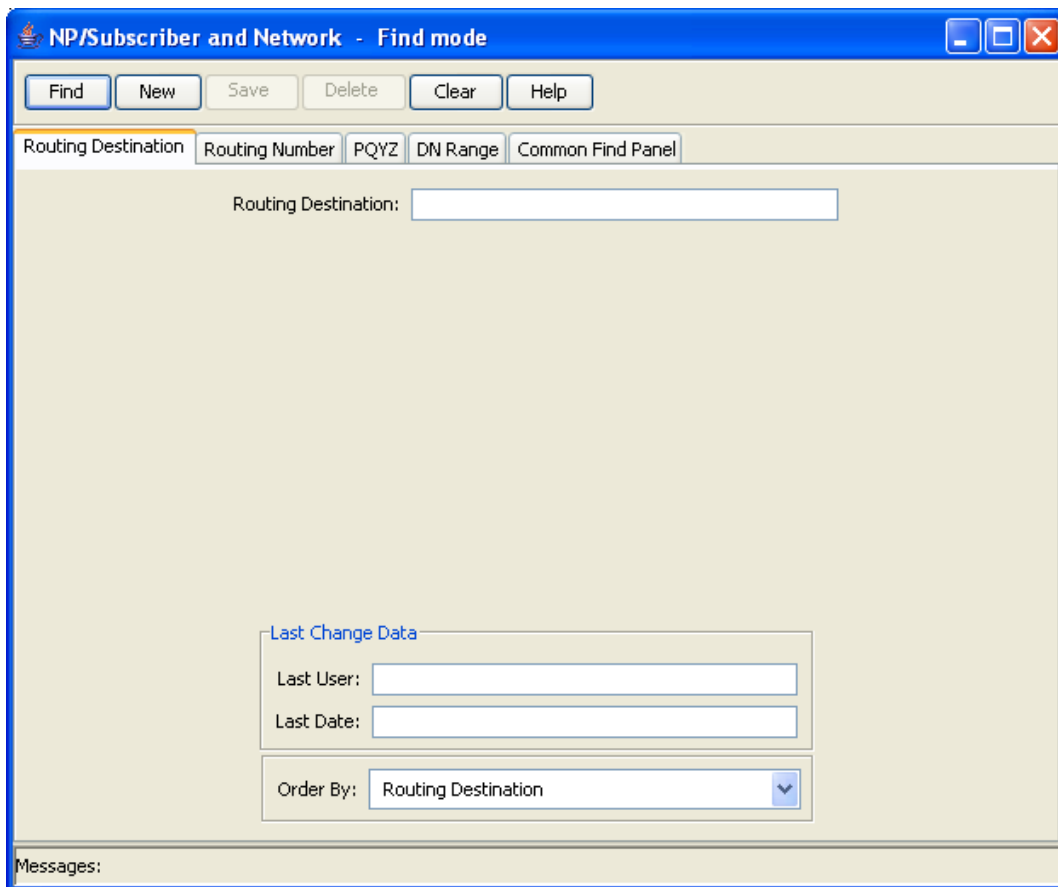 NP/Subscriber and Network - Find mode
Find New Save Delete Clear Help
Routing Destination Routing Number PQYZ DN Range Common Find Panel
Routing Destination:
Last Change Data
Last User:
Last Date:
Order By: Routing Destination
Messages: